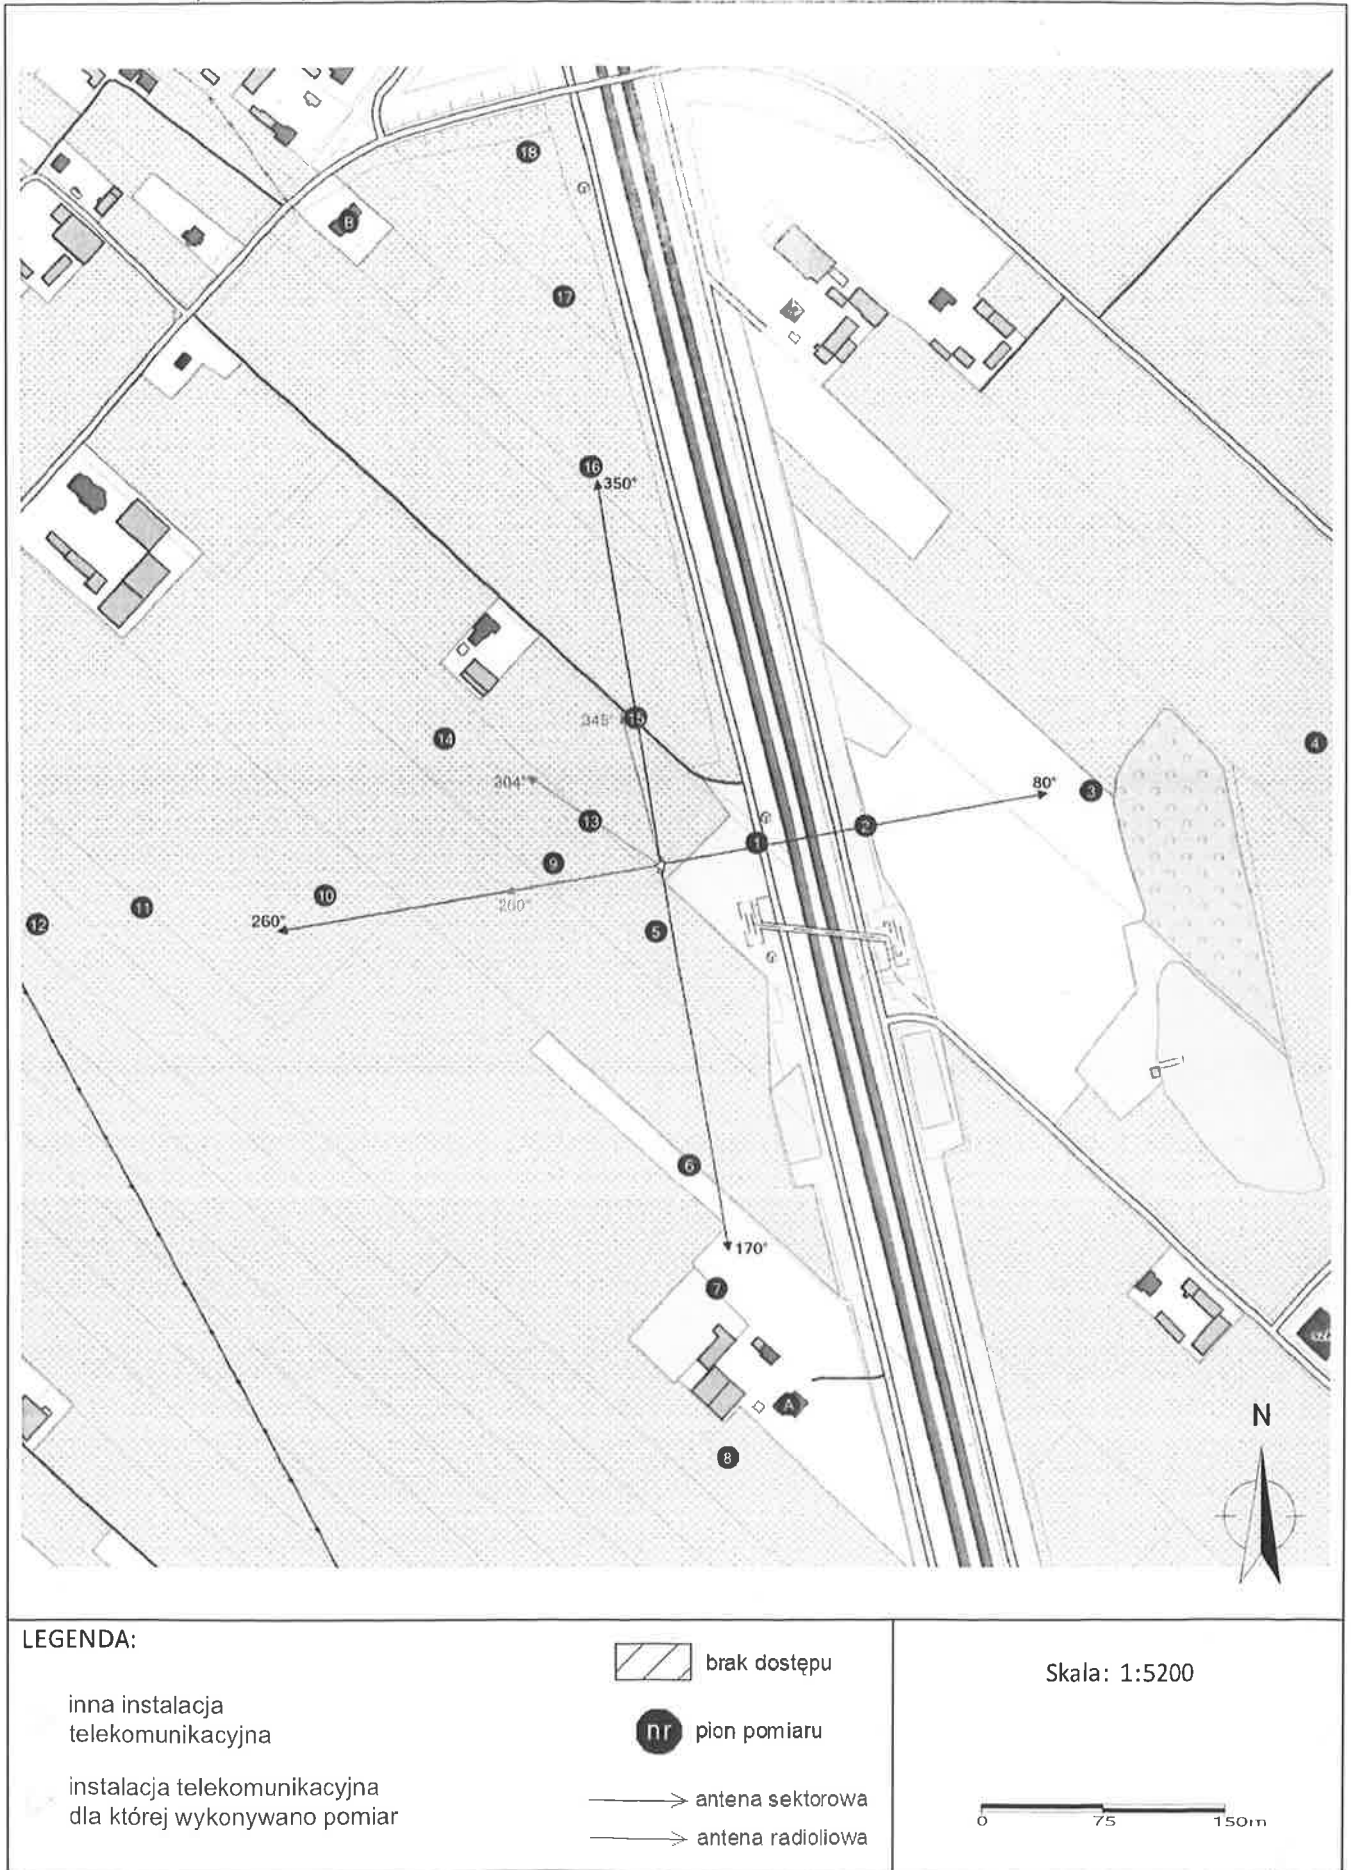 18
B
17
16
350°
15
345°
14
304°
4
80°
3
13
2
1
9
10
11
12
260°
260°
5
6
170°
7
A
8
N
LEGENDA:
inna instalacja
telekomunikacyjna
instalacja telekomunikacyjna
dla której wykonywano pomiar
brak dostępu
nr pion pomiaru
antena sektorowa
antena radioliowa
Skala: 1:5200
0 75 150m